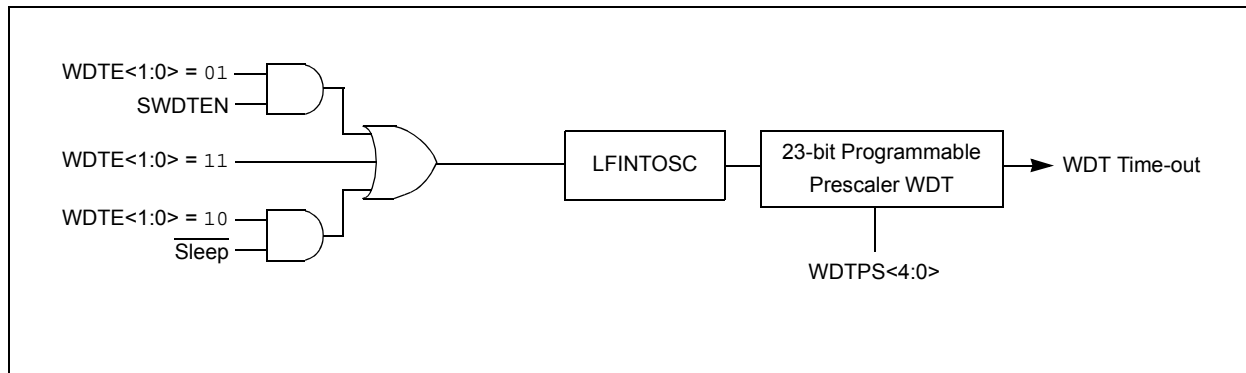 WDTE<1:0> = 01
SWDTEN
WDTE<1:0> = 11
WDTE<1:0> = 10
Sleep
LFINTOSC
23-bit Programmable
Prescaler WDT
WDT Time-out
WDTPS<4:0>